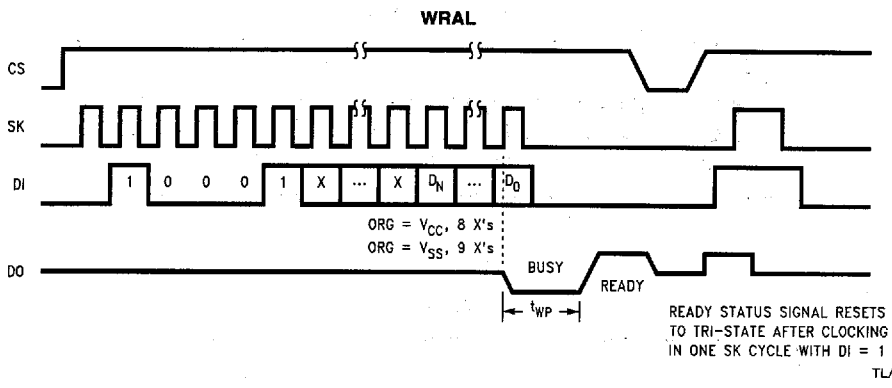 WRAL
CS
SK
DI
1 0 0 0 1 X ... X DN ... D0
ORG = VCC, 8 X's
ORG = VSS, 9 X's
DO
BUSY
READY
tWP
READY STATUS SIGNAL RESETS
TO TRI-STATE AFTER CLOCKING
IN ONE SK CYCLE WITH DI = 1
TL/